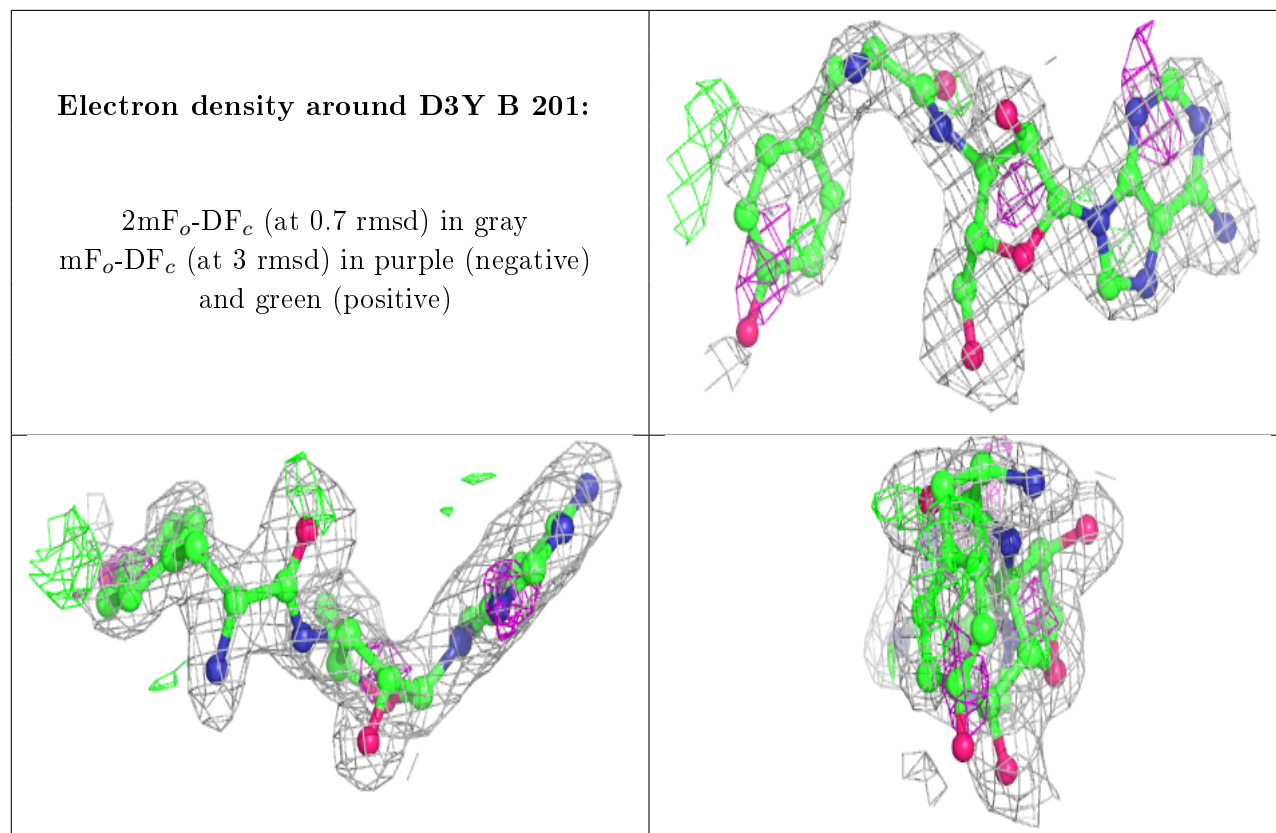 Electron density around D3Y B 201:
2mFₒ-DF𝒸 (at 0.7 rmsd) in gray
mFₒ-DF𝒸 (at 3 rmsd) in purple (negative)
and green (positive)